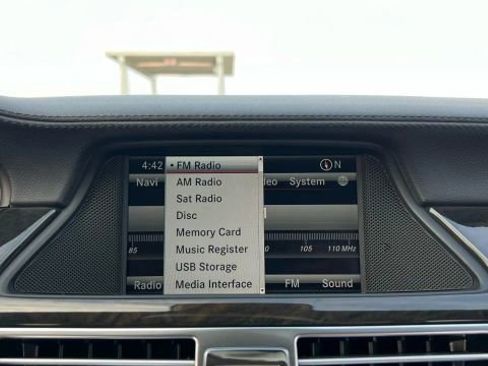 4:42 • FM Radio N
Navi AM Radio eo System
Sat Radio
Disc
Memory Card
85 Music Register 0 105 110 MHz
USB Storage
Radio Media Interface FM Sound